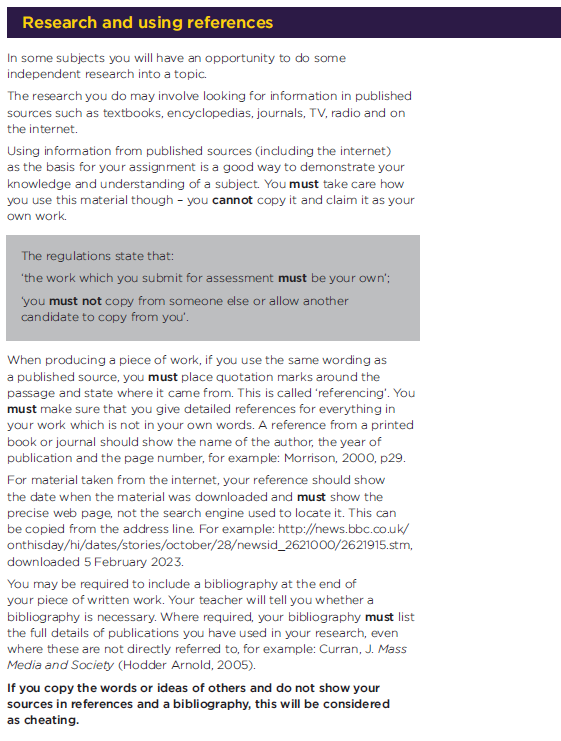 Research and using references
In some subjects you will have an opportunity to do some
independent research into a topic.
The research you do may involve looking for information in published
sources such as textbooks, encyclopedias, journals, TV, radio and on
the internet.
Using information from published sources (including the internet)
as the basis for your assignment is a good way to demonstrate your
knowledge and understanding of a subject. You must take care how
you use this material though – you cannot copy it and claim it as your
own work.
The regulations state that:
‘the work which you submit for assessment must be your own’;
‘you must not copy from someone else or allow another
candidate to copy from you’.
When producing a piece of work, if you use the same wording as
a published source, you must place quotation marks around the
passage and state where it came from. This is called ‘referencing’. You
must make sure that you give detailed references for everything in
your work which is not in your own words. A reference from a printed
book or journal should show the name of the author, the year of
publication and the page number, for example: Morrison, 2000, p29.
For material taken from the internet, your reference should show
the date when the material was downloaded and must show the
precise web page, not the search engine used to locate it. This can
be copied from the address line. For example: http://news.bbc.co.uk/
onthisday/hi/dates/stories/october/28/newsid_2621000/2621915.stm,
downloaded 5 February 2023.
You may be required to include a bibliography at the end of
your piece of written work. Your teacher will tell you whether a
bibliography is necessary. Where required, your bibliography must list
the full details of publications you have used in your research, even
where these are not directly referred to, for example: Curran, J. Mass
Media and Society (Hodder Arnold, 2005).
If you copy the words or ideas of others and do not show your
sources in references and a bibliography, this will be considered
as cheating.